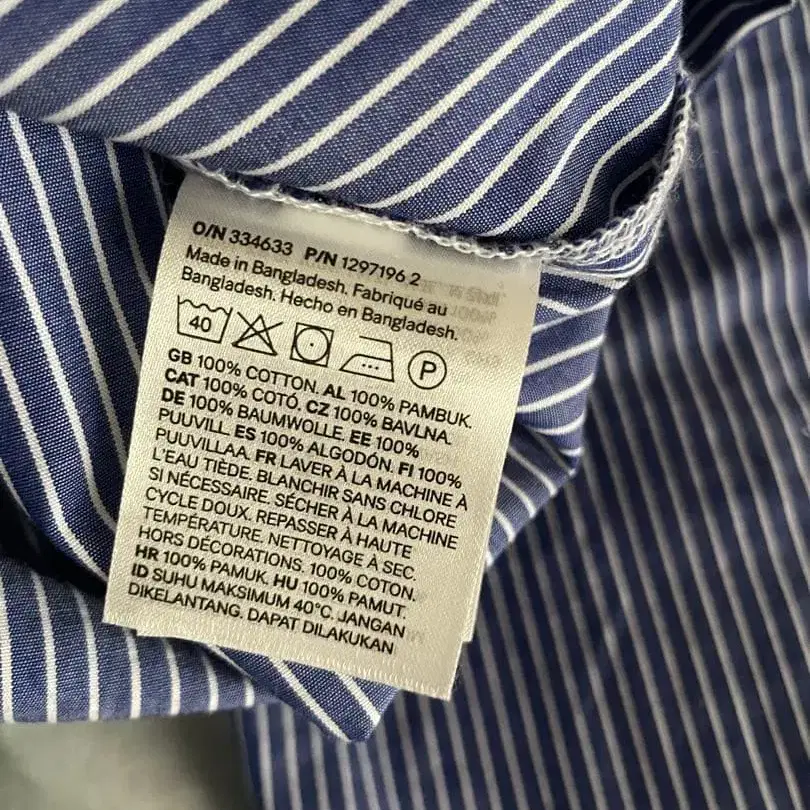 O/N 334633 P/N 1297196 2
Made in Bangladesh. Fabriqué au
Bangladesh. Hecho en Bangladesh.
40 P
GB 100% COTTON. AL 100% PAMBUK.
CAT 100% COTÓ. CZ 100% BAVLNA.
DE 100% BAUMWOLLE. EE 100%
PUUVILL. ES 100% ALGODÓN. FI 100%
PUUVILLAA. FR LAVER À LA MACHINE À
L'EAU TIÈDE. BLANCHIR SANS CHLORE
SI NÉCESSAIRE. SÉCHER À LA MACHINE
CYCLE DOUX. REPASSER À HAUTE
TEMPÉRATURE. NETTOYAGE À SEC.
HORS DÉCORATIONS. 100% COTON.
HR 100% PAMUK. HU 100% PAMUT.
ID SUHU MAKSIMUM 40°C. JANGAN
DIKELANTANG. DAPAT DILAKUKAN